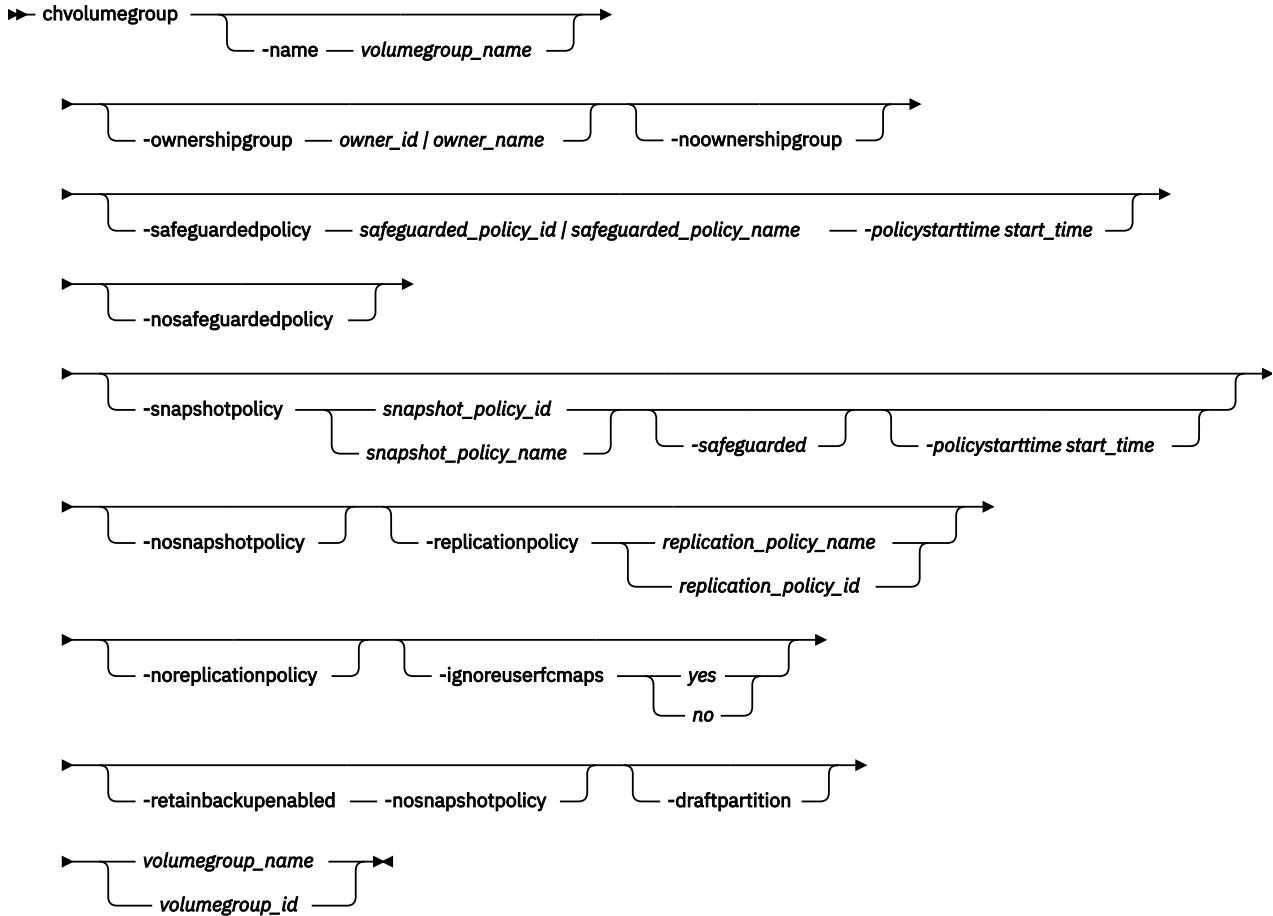 chvolumegroup
-name volumegroup_name
-ownershipgroup owner_id / owner_name -noownershipgroup
-safeguardedpolicy safeguarded_policy_id / safeguarded_policy_name -policystarttime start_time
-nosafeguardedpolicy
-snapshotpolicy snapshot_policy_id
snapshot_policy_name -safeguarded -policystarttime start_time
-nosnapshotpolicy -replicationpolicy replication_policy_name
replication_policy_id
-noreplicationpolicy -ignoreuserfcmaps yes
no
-retainbackupenabled -nosnapshotpolicy -draftpartition
volumegroup_name
volumegroup_id